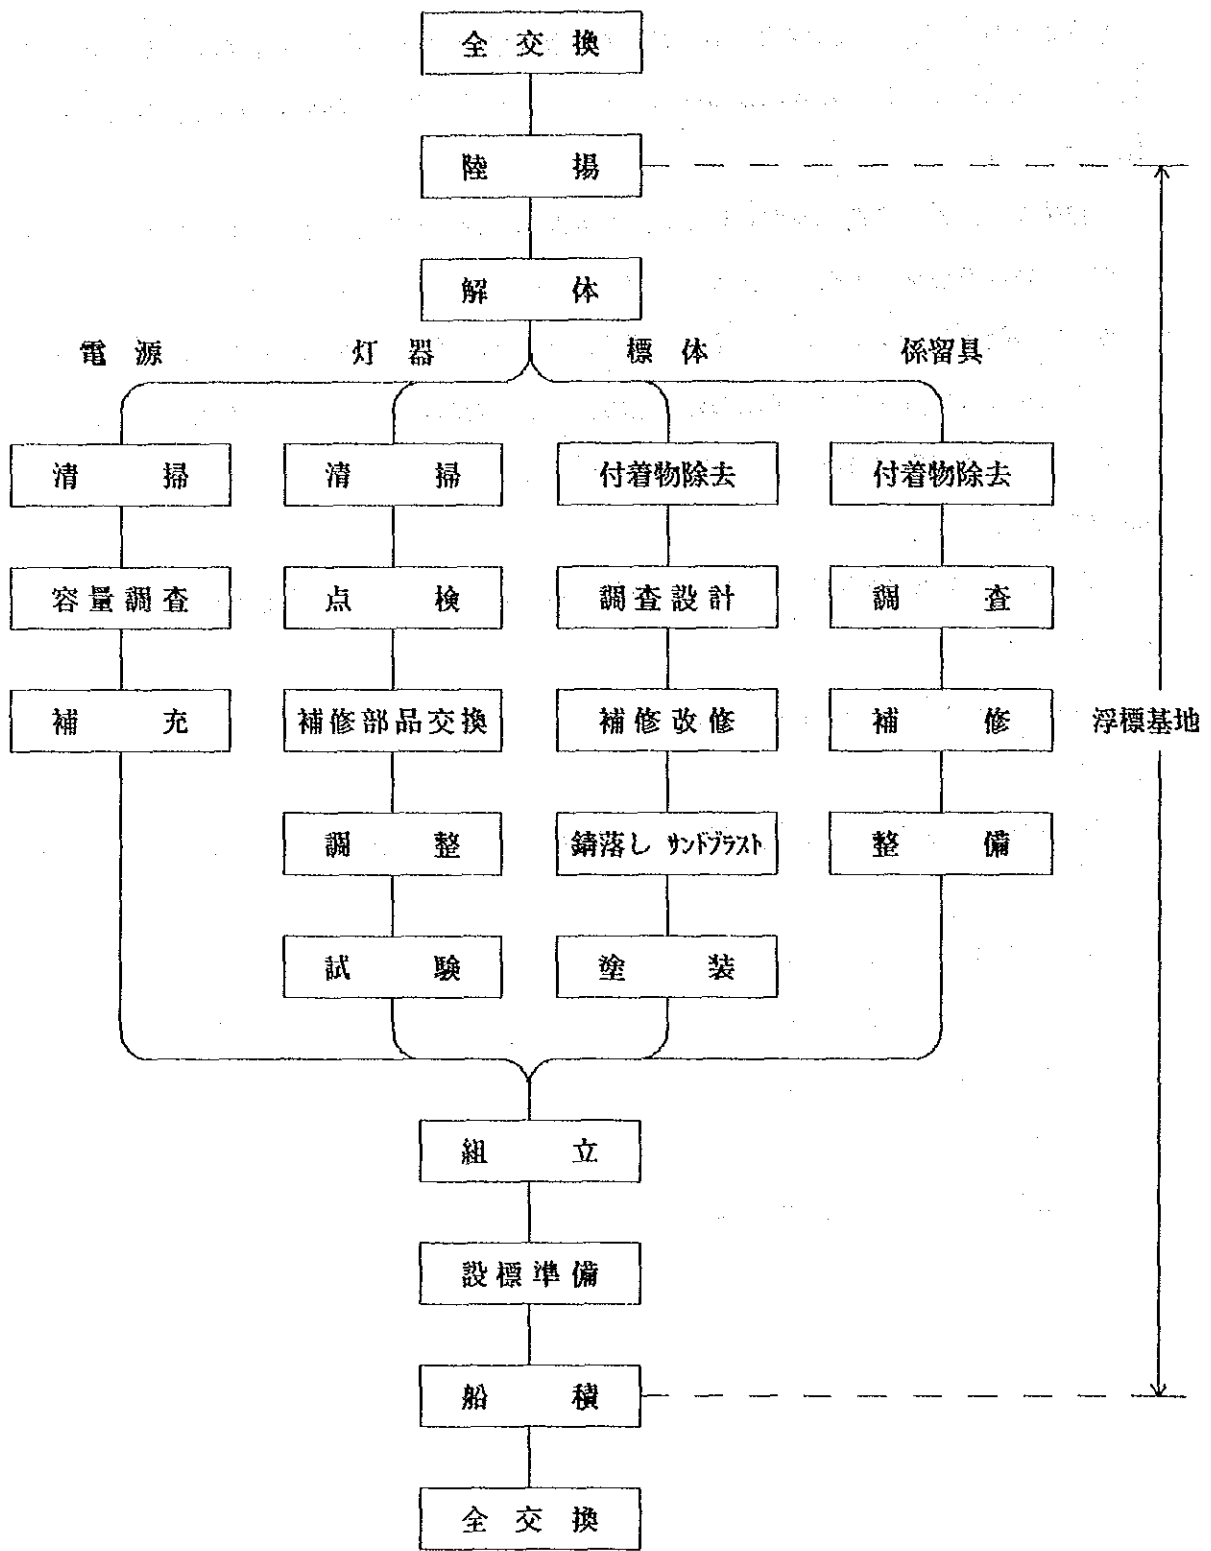 全交換
陸揚
解体
電源 灯器 標体 係留具
清掃 清掃 付着物除去 付着物除去
容量調査 点検 調査設計 調査
補充 補修部品交換 補修改修 補修 浮標基地
調整 錆落し サンドブラスト 整備
試験 塗装
組立
設標準備
船積
全交換